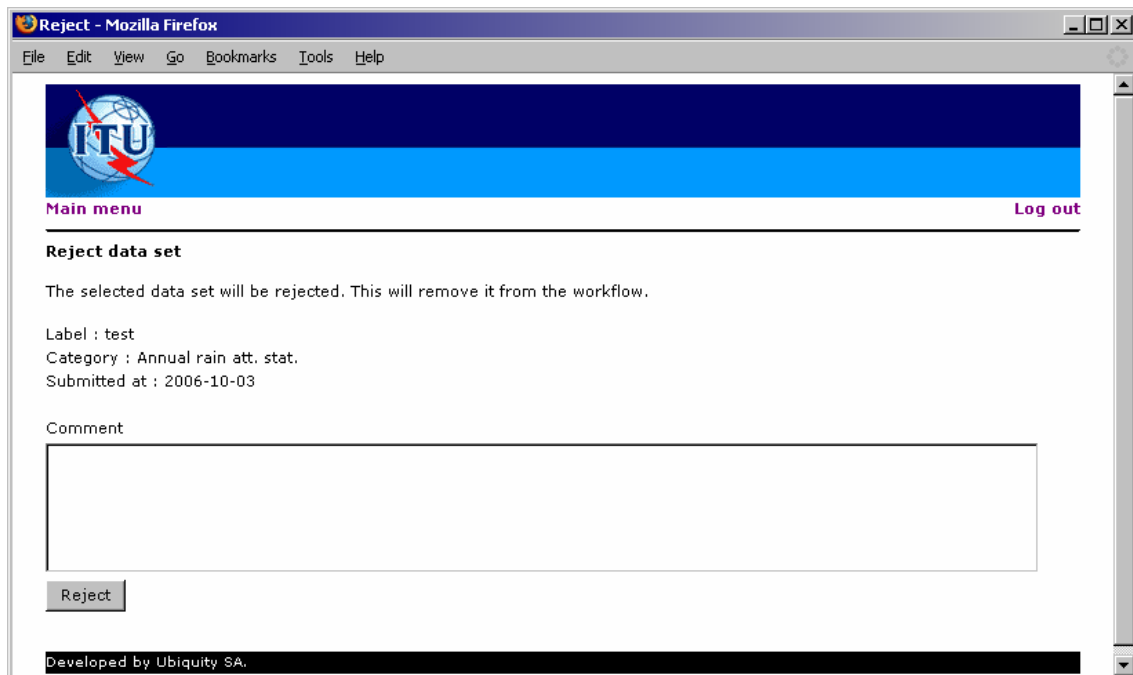 Reject - Mozilla Firefox
File Edit View Go Bookmarks Tools Help
ITU
Main menu Log out
Reject data set
The selected data set will be rejected. This will remove it from the workflow.
Label : test
Category : Annual rain att. stat.
Submitted at : 2006-10-03
Comment
Reject
Developed by Ubiquity SA.